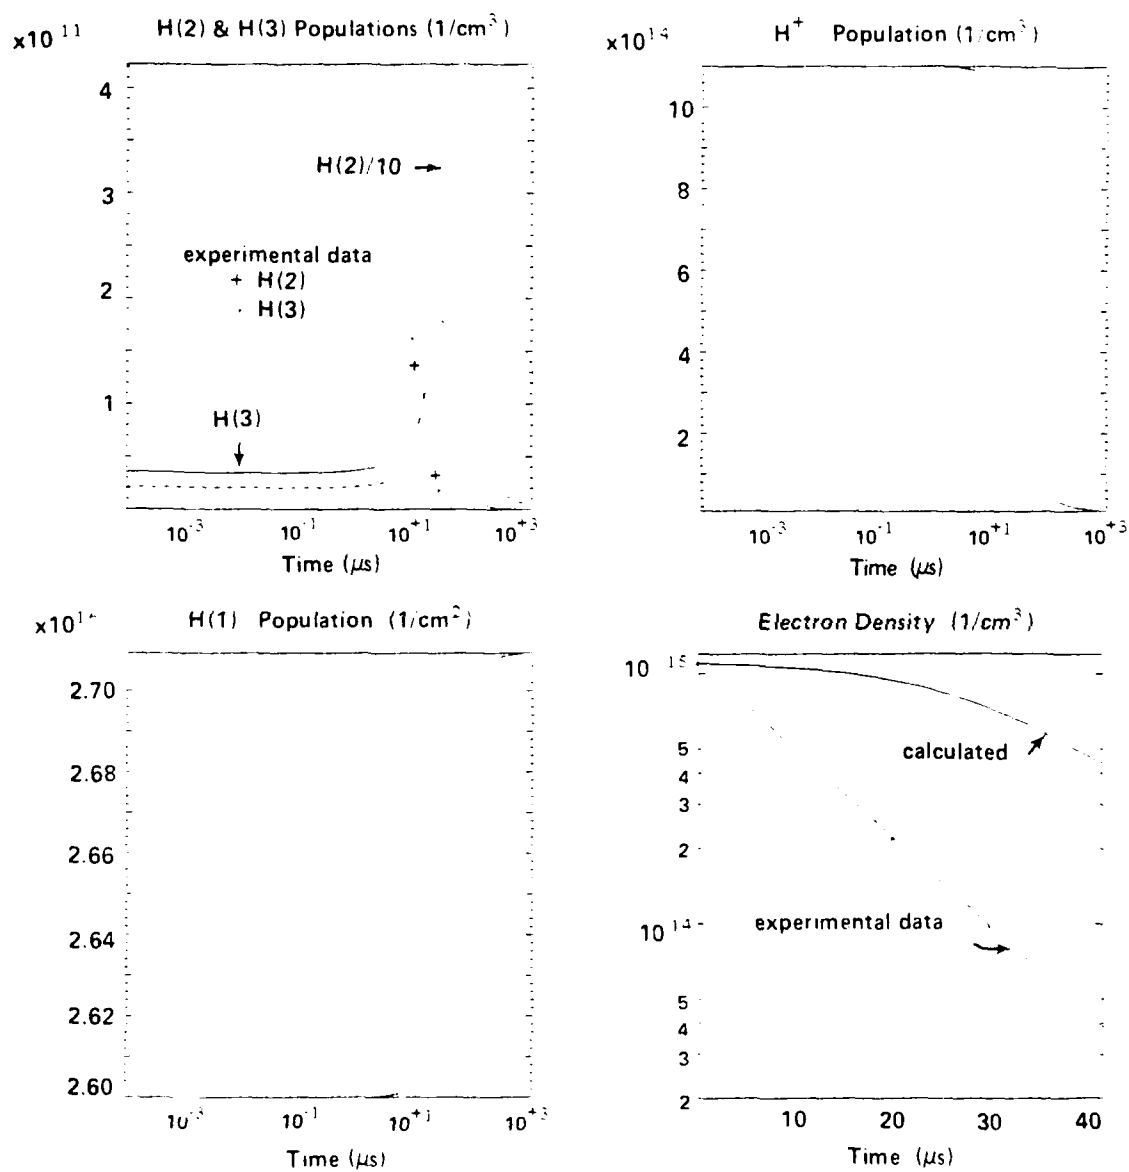 x10 11 H(2) & H(3) Populations (1/cm3)
4
3
2
1
H(2)/10
experimental data
+ H(2)
· H(3)
H(3)
10-3 10-1 10+1 10+3
Time (μs)
x1014 H+ Population (1/cm3)
10
8
6
4
2
10-3 10-1 10+1 10+3
Time (μs)
H(1) Population (1/cm2)
2.70
2.68
2.66
2.64
2.62
2.60
10-3 10-1 10+1 10+3
Time (μs)
Electron Density (1/cm3)
10 15
5
4
3
2
1014
5
4
3
2
calculated
experimental data
10 20 30 40
Time (μs)